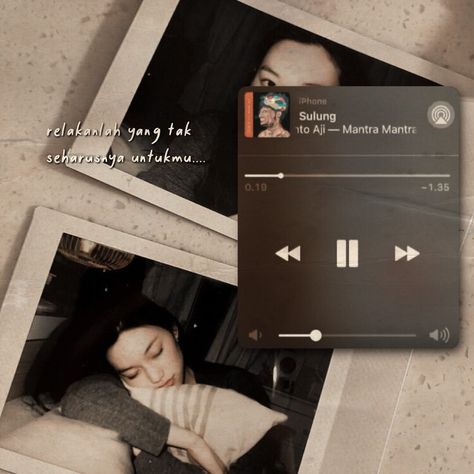 relakanlah yang tak
seharusnya untukmu....
iPhone
Sulung
nto Aji — Mantra Mantra
0.19
-1.35